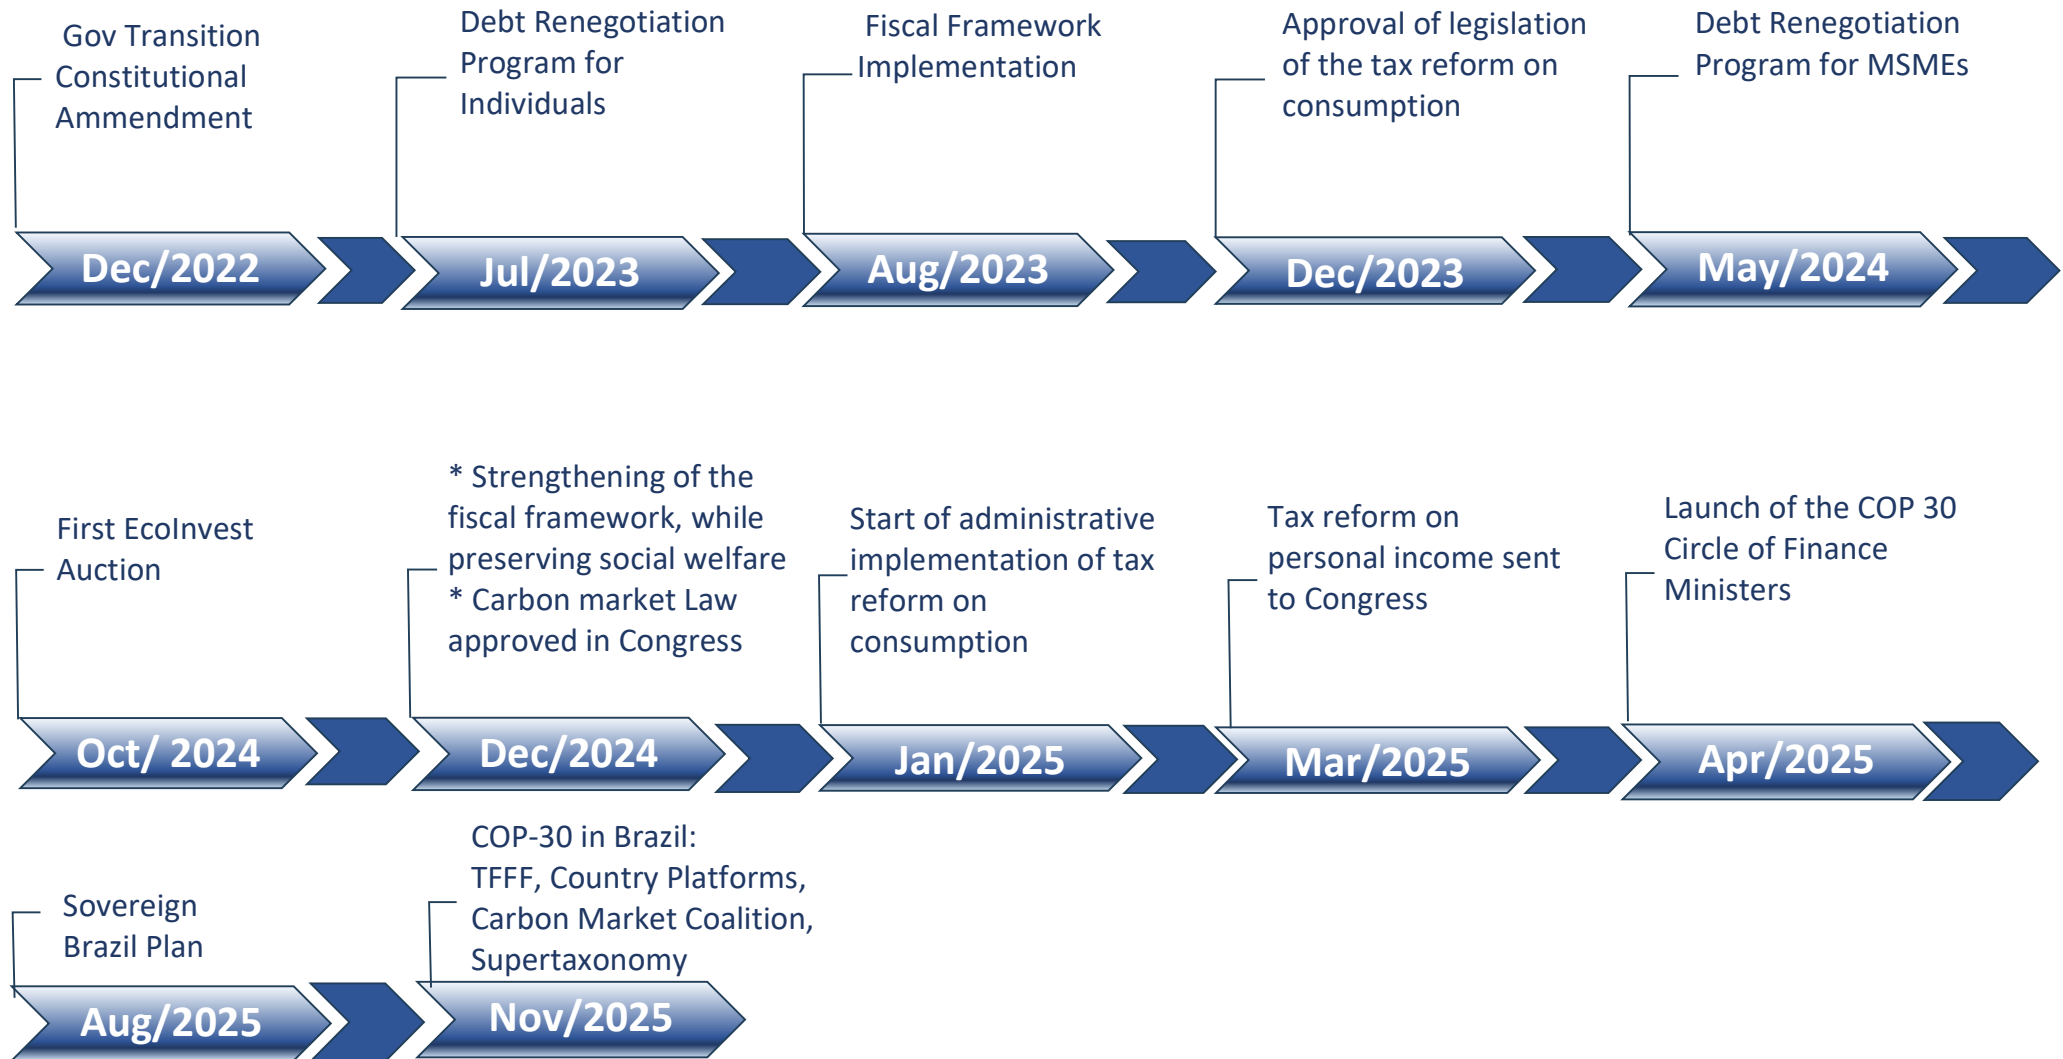 Gov Transition
Constitutional
Ammendment
Dec/2022
Debt Renegotiation
Program for
Individuals
Jul/2023
Fiscal Framework
Implementation
Aug/2023
Approval of legislation
of the tax reform on
consumption
Dec/2023
Debt Renegotiation
Program for MSMEs
May/2024
First EcoInvest
Auction
Oct/ 2024
* Strengthening of the
fiscal framework, while
preserving social welfare
* Carbon market Law
approved in Congress
Dec/2024
Start of administrative
implementation of tax
reform on
consumption
Jan/2025
Tax reform on
personal income sent
to Congress
Mar/2025
Launch of the COP 30
Circle of Finance
Ministers
Apr/2025
Sovereign
Brazil Plan
Aug/2025
COP-30 in Brazil:
TFFF, Country Platforms,
Carbon Market Coalition,
Supertaxonomy
Nov/2025